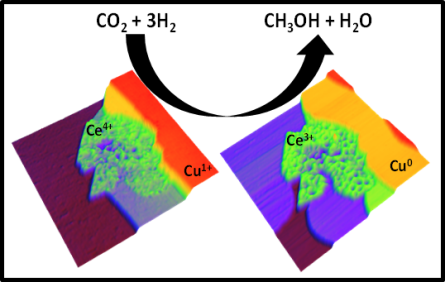 CO₂ + 3H₂ CH₃OH + H₂O
Ce⁴⁺ Ce³⁺
Cu¹⁺ Cu⁰